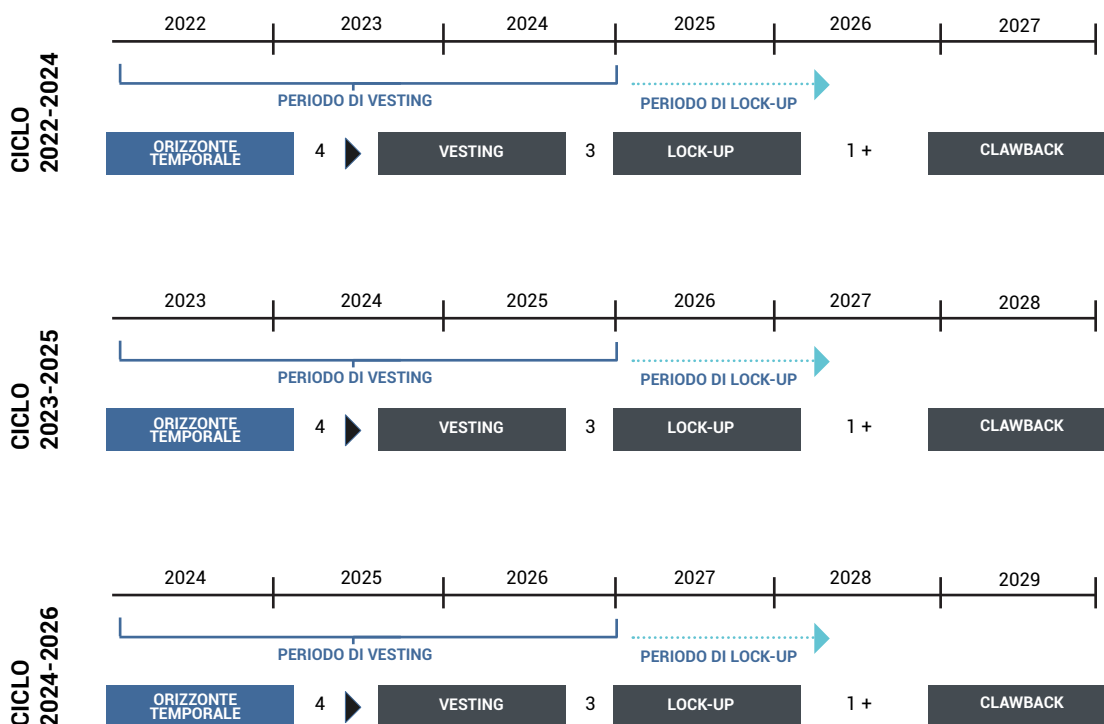 CICLO
2022-2024
2022 2023 2024 2025 2026 2027
PERIODO DI VESTING PERIODO DI LOCK-UP
ORIZZONTE
TEMPORALE
4 VESTING 3 LOCK-UP 1 + CLAWBACK
CICLO
2023-2025
2023 2024 2025 2026 2027 2028
PERIODO DI VESTING PERIODO DI LOCK-UP
ORIZZONTE
TEMPORALE
4 VESTING 3 LOCK-UP 1 + CLAWBACK
CICLO
2024-2026
2024 2025 2026 2027 2028 2029
PERIODO DI VESTING PERIODO DI LOCK-UP
ORIZZONTE
TEMPORALE
4 VESTING 3 LOCK-UP 1 + CLAWBACK